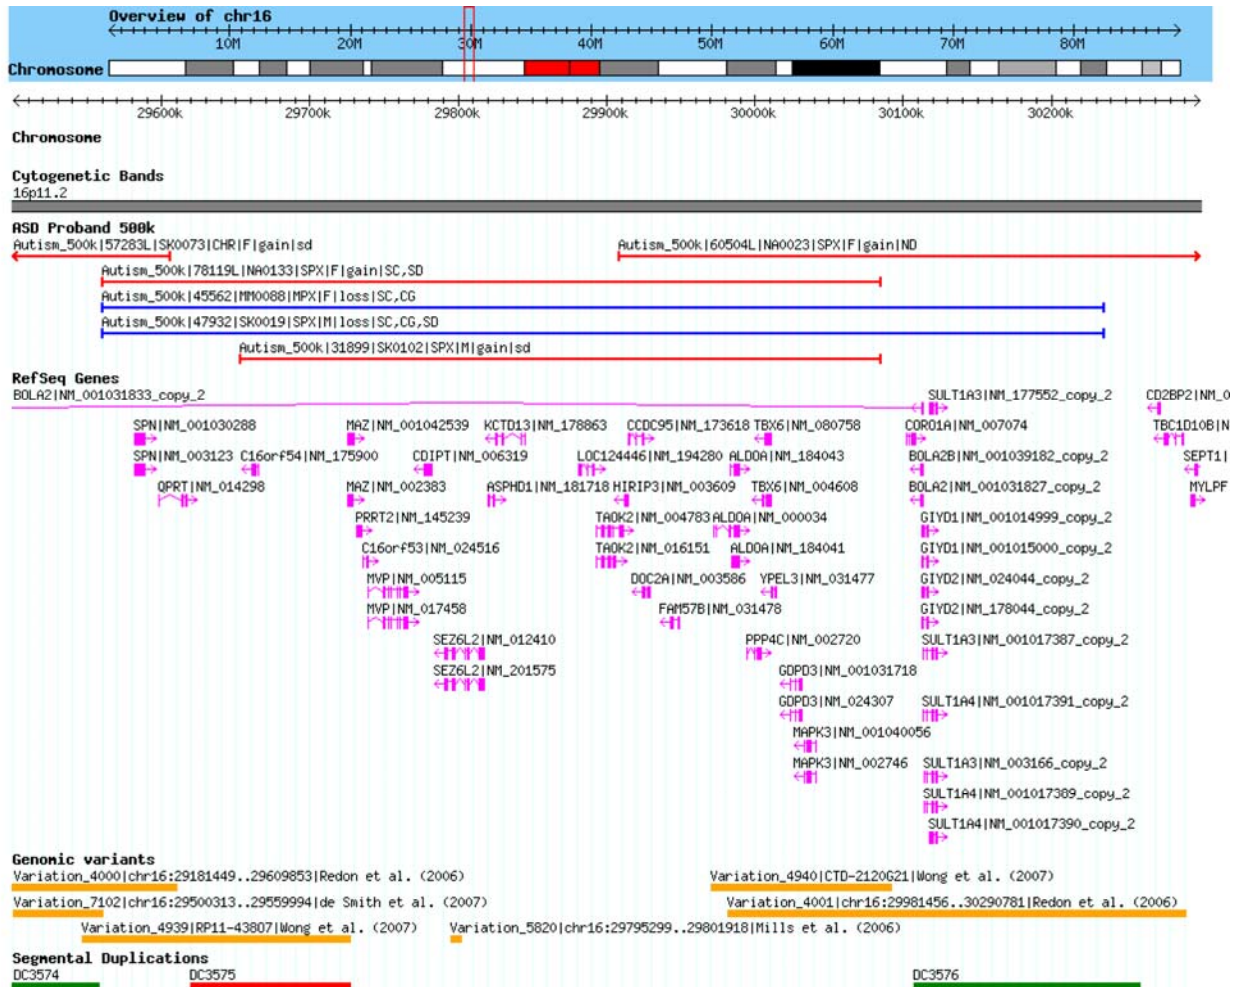 Overview of chr16
10M 20M 30M 40M 50M 60M 70M 80M
Chromosome
29600k 29700k 29800k 29900k 30000k 30100k 30200k
Chromosome
Cytogenetic Bands
16p11.2
ASD Proband 500k
Autism_500k|57283L|SK0073|CHR|F|gain|sd Autism_500k|60504L|NA0023|SPX|F|gain|ND
Autism_500k|78119L|NA0133|SPX|F|gain|SC,SD
Autism_500k|45562|MM0088|MPX|F|loss|SC,CG
Autism_500k|47932|SK0019|SPX|M|loss|SC,CG,SD
Autism_500k|31899|SK0102|SPX|M|gain|sd
RefSeq Genes
BOLA2|NM_001031833_copy_2 SULT1A3|NM_177552_copy_2 CD2BP2|NM_0
SPN|NM_001030288 MAZ|NM_001042539 KCTD13|NM_178863 CCDC95|NM_173618 TBX6|NM_080758 CORO1A|NM_007074 TBC1D10B|N
SPN|NM_003123 C16orf54|NM_175900 CDIPT|NM_006319 LOC124446|NM_194280 ALDOA|NM_184043 BOLA2B|NM_001039182_copy_2 SEPT1|
QPRT|NM_014298 MAZ|NM_002383 ASPHD1|NM_181718 HIRIP3|NM_003609 TBX6|NM_004608 BOLA2|NM_001031827_copy_2 MYLPF
PRRT2|NM_145239 TAOK2|NM_004783 ALDOA|NM_000034 GIYD1|NM_001014999_copy_2
C16orf53|NM_024516 TAOK2|NM_016151 ALDOA|NM_184041 GIYD1|NM_001015000_copy_2
MVP|NM_005115 DOC2A|NM_003586 YPEL3|NM_031477 GIYD2|NM_024044_copy_2
MVP|NM_017458 FAM57B|NM_031478 GIYD2|NM_178044_copy_2
SEZ6L2|NM_012410 PPP4C|NM_002720 SULT1A3|NM_001017387_copy_2
SEZ6L2|NM_201575 GDPD3|NM_001031718
GDPD3|NM_024307 SULT1A4|NM_001017391_copy_2
MAPK3|NM_001040056
MAPK3|NM_002746 SULT1A3|NM_003166_copy_2
SULT1A4|NM_001017389_copy_2
SULT1A4|NM_001017390_copy_2
Genomic variants
Variation_4000|chr16:29181449..29609853|Redon et al. (2006) Variation_4940|CTD-2120G21|Wong et al. (2007)
Variation_7102|chr16:29500313..29559994|de Smith et al. (2007) Variation_4001|chr16:29981456..30290781|Redon et al. (2006)
Variation_4939|RP11-43807|Wong et al. (2007) Variation_5820|chr16:29795299..29801918|Mills et al. (2006)
Segmental Duplications
DC3574 DC3575 DC3576